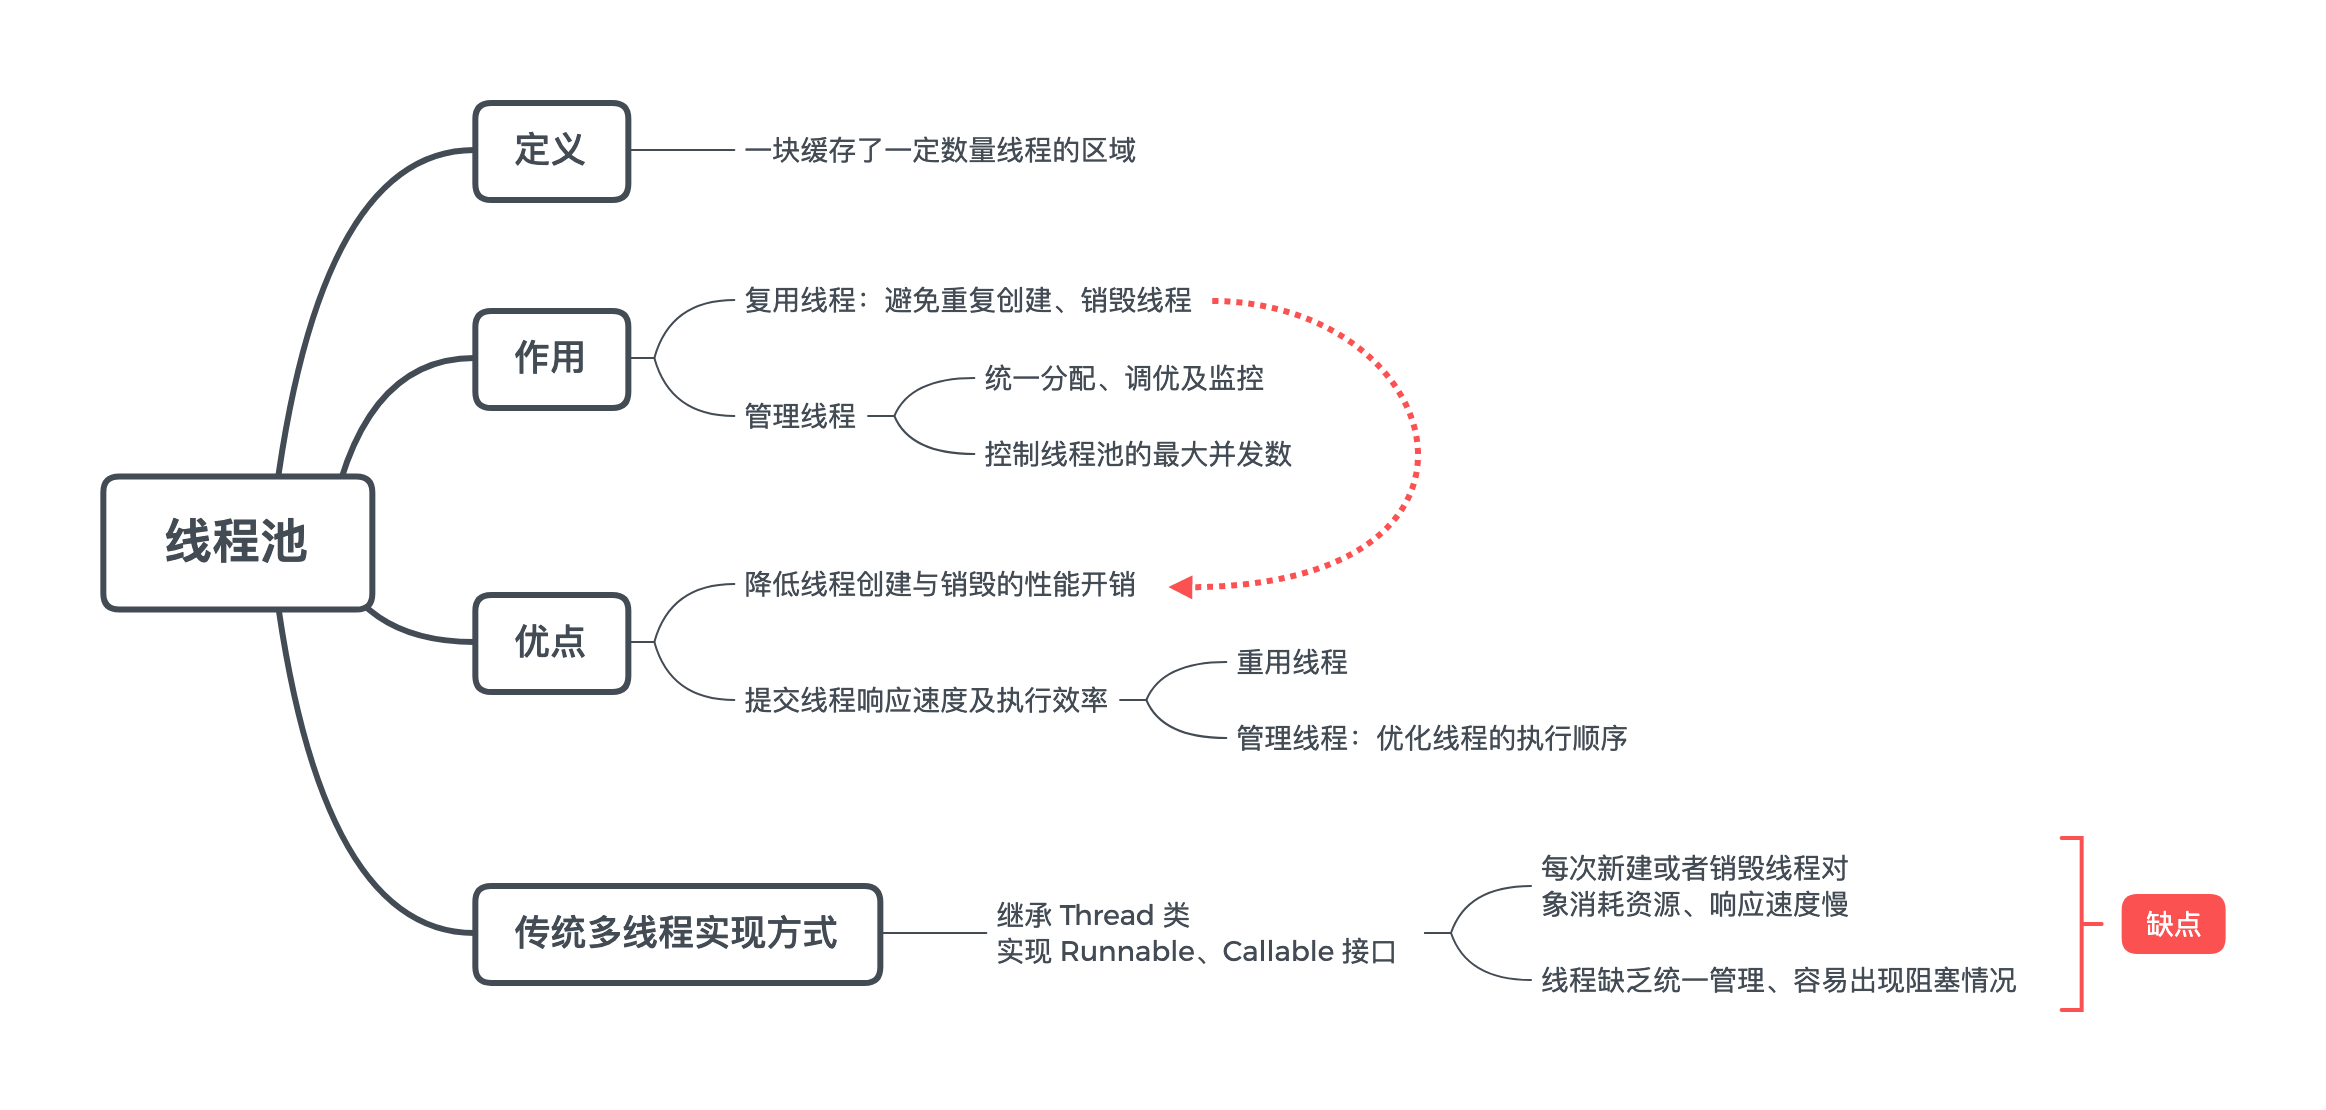 线程池
定义
一块缓存了一定数量线程的区域
作用
复用线程：避免重复创建、销毁线程
管理线程
统一分配、调优及监控
控制线程池的最大并发数
优点
降低线程创建与销毁的性能开销
提交线程响应速度及执行效率
重用线程
管理线程：优化线程的执行顺序
传统多线程实现方式
继承 Thread 类
实现 Runnable、Callable 接口
每次新建或者销毁线程对
象消耗资源、响应速度慢
线程缺乏统一管理、容易出现阻塞情况
缺点